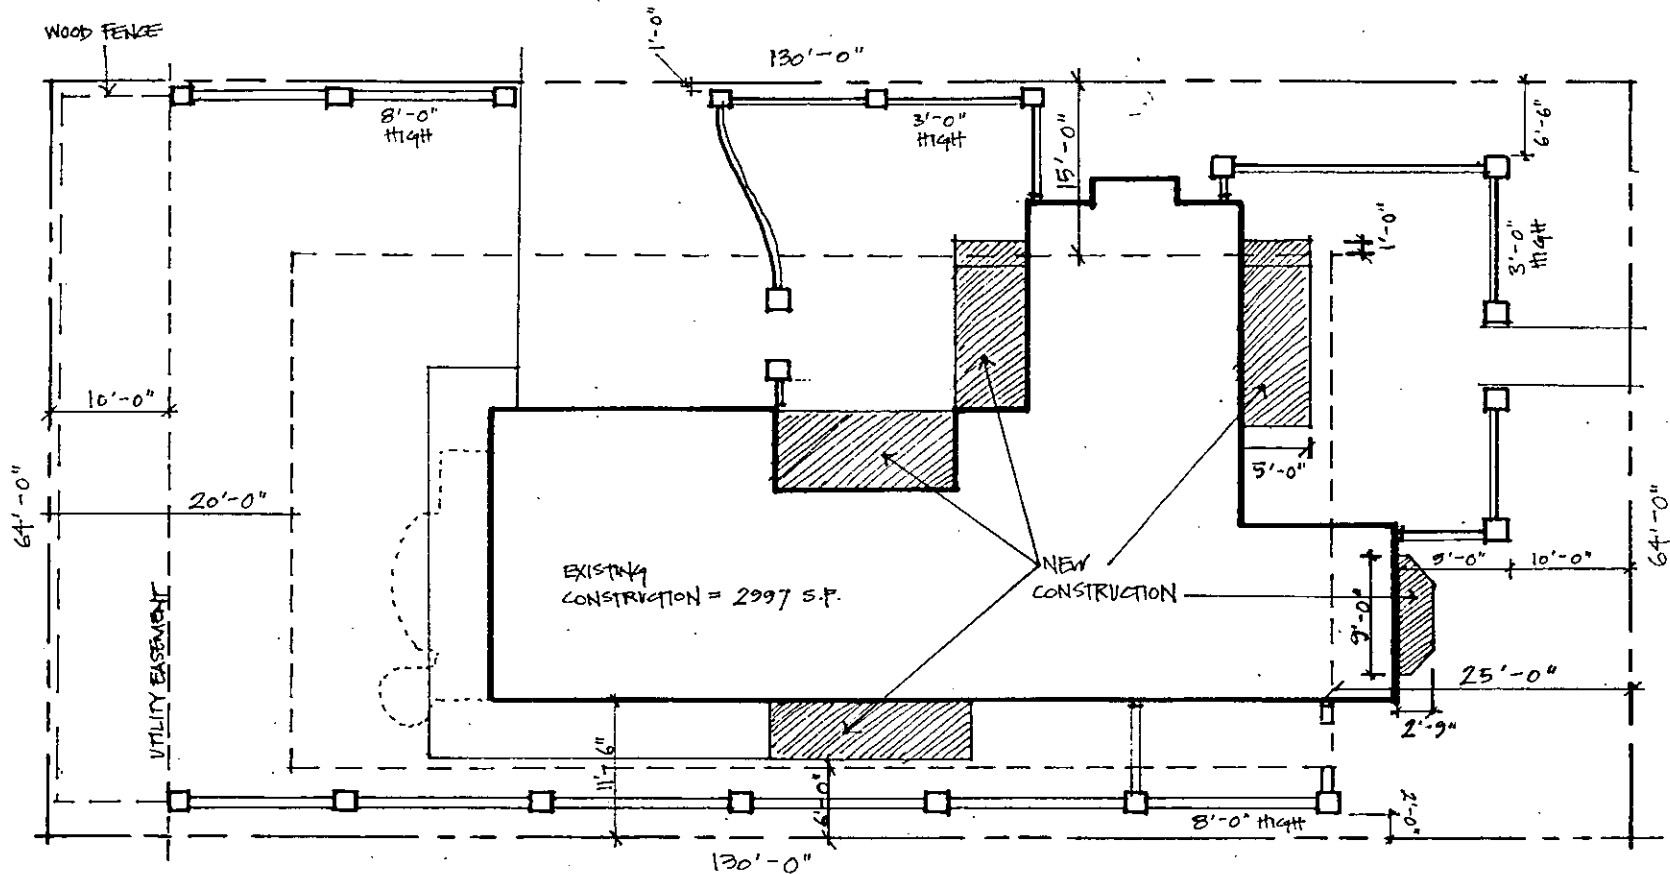 WOOD FENCE
1'-0"
130'-0"
8'-0"
HIGH
3'-0"
HIGH
15'-0"
6'-6"
1'-0"
3'-0"
HIGH
10'-0"
20'-0"
64'-0"
5'-0"
64'-0"
EXISTING
CONSTRUCTION = 2997 S.F.
NEW
CONSTRUCTION
5'-0"
10'-0"
9'-0"
UTILITY EASEMENT
25'-0"
2'-9"
11'-6"
6'-0"
8'-0" HIGH
2'-0"
130'-0"